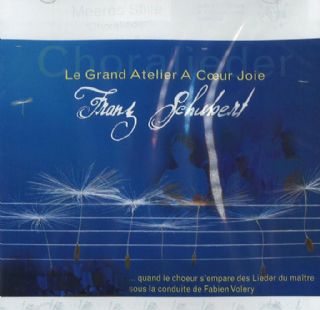 Meeres Stille
Choralieder
Le Grand Atelier A Cœur Joie
Franz Schubert
... quand le choeur s'empare des Lieder du maître
sous la conduite de Fabien Volery